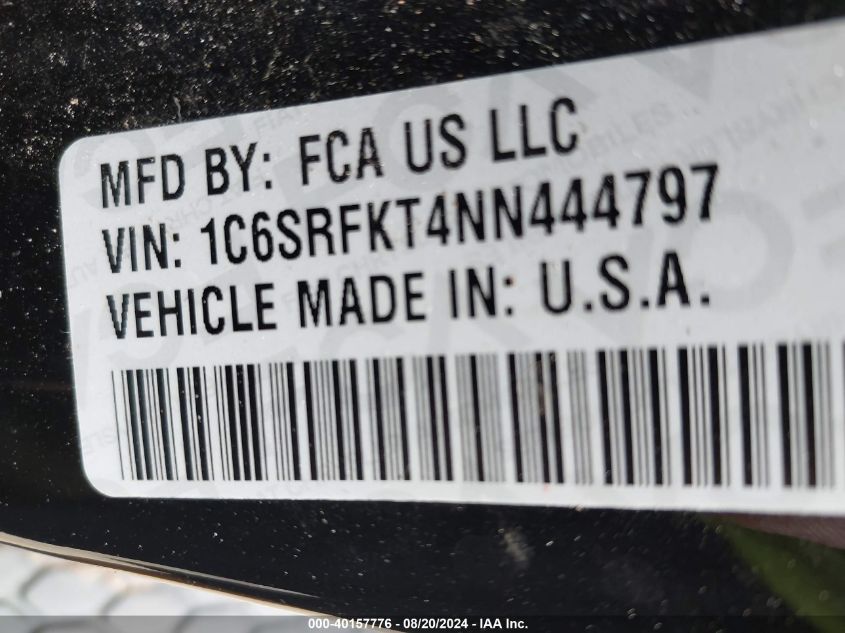 MFD BY: FCA US LLC
VIN: 1C6SRFKT4NN444797
VEHICLE MADE IN: U.S.A.
000-40157776 - 08/20/2024 - IAA Inc.